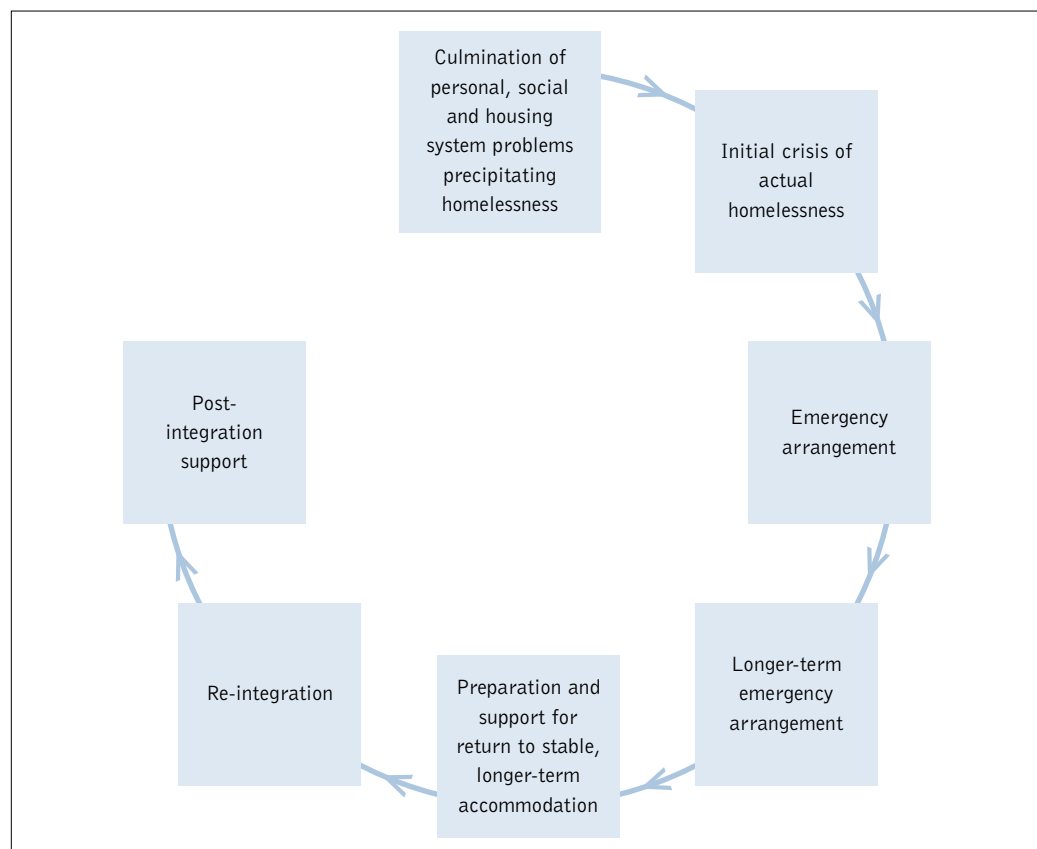 Culmination of
personal, social
and housing
system problems
precipitating
homelessness
Initial crisis of
actual
homelessness
Emergency
arrangement
Longer-term
emergency
arrangement
Preparation and
support for
return to stable,
longer-term
accommodation
Re-integration
Post-
integration
support